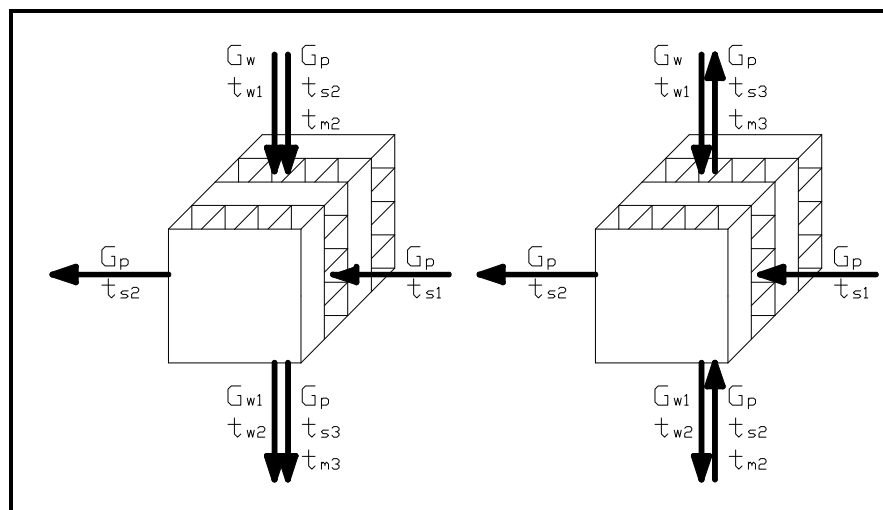 Gw Gp
tw1 ts2
tm2
Gp
ts2
Gp
ts1
Gw1 Gp
tw2 ts3
tm3
Gw Gp
tw1 ts3
tm3
Gp
ts2
Gp
ts1
Gw1 Gp
tw2 ts2
tm2